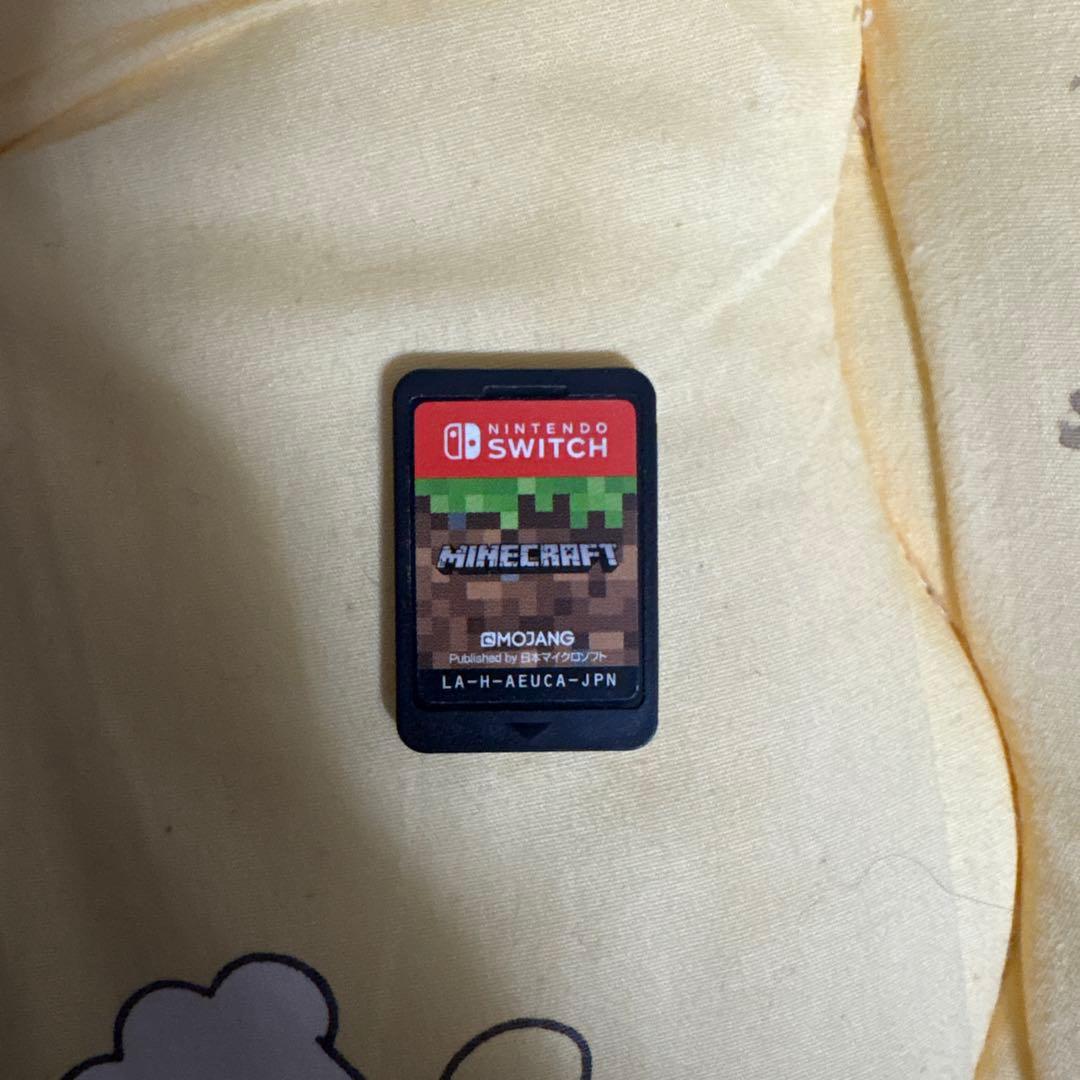 NINTENDO
SWITCH
MINECRAFT
MOJANG
Published by 日本マイクロソフト
LA-H-AEUCA-JPN